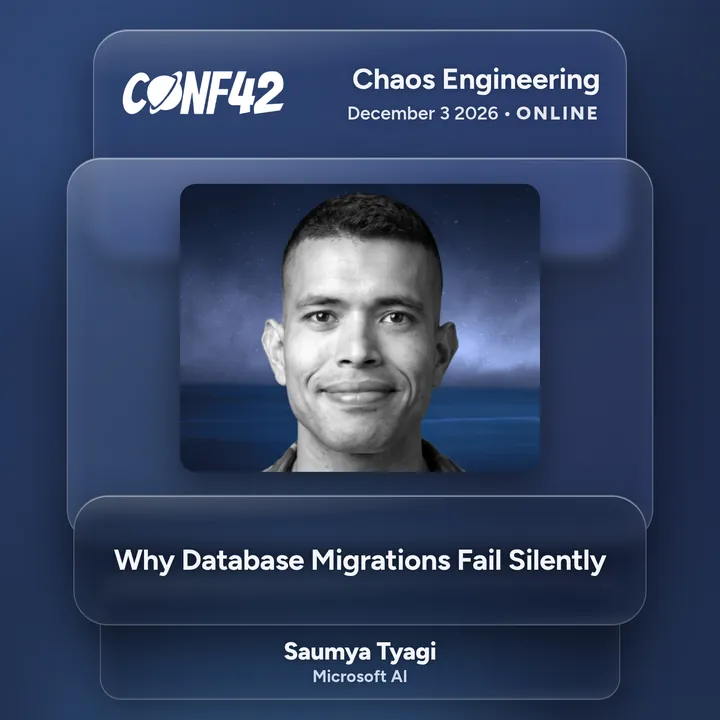 CONF42
Chaos Engineering
December 3 2026 • ONLINE
Why Database Migrations Fail Silently
Saumya Tyagi
Microsoft AI